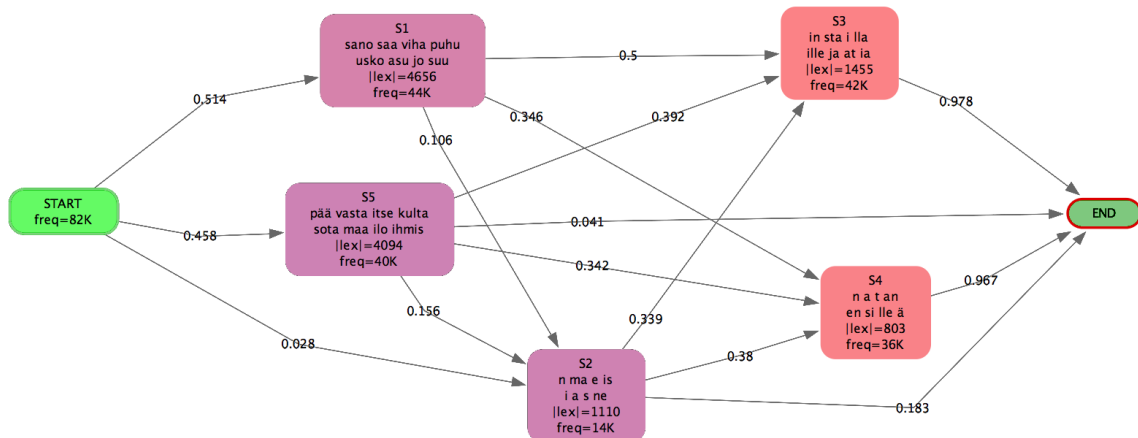 S1
sano saa viha puhu
usko asu jo suu
|lex|=4656
freq=44K
S3
in sta i lla
ille ja at ia
|lex|=1455
freq=42K
0.5
0.514
0.346
0.392
0.978
0.106
START
freq=82K
0.458
S5
pää vasta itse kulta
sota maa ilo ihmis
|lex|=4094
freq=40K
0.041
END
0.342
0.156
0.339
S4
n a t an
en si lle ä
|lex|=803
freq=36K
0.967
0.028
0.38
S2
n ma e is
i a s ne
|lex|=1110
freq=14K
0.183